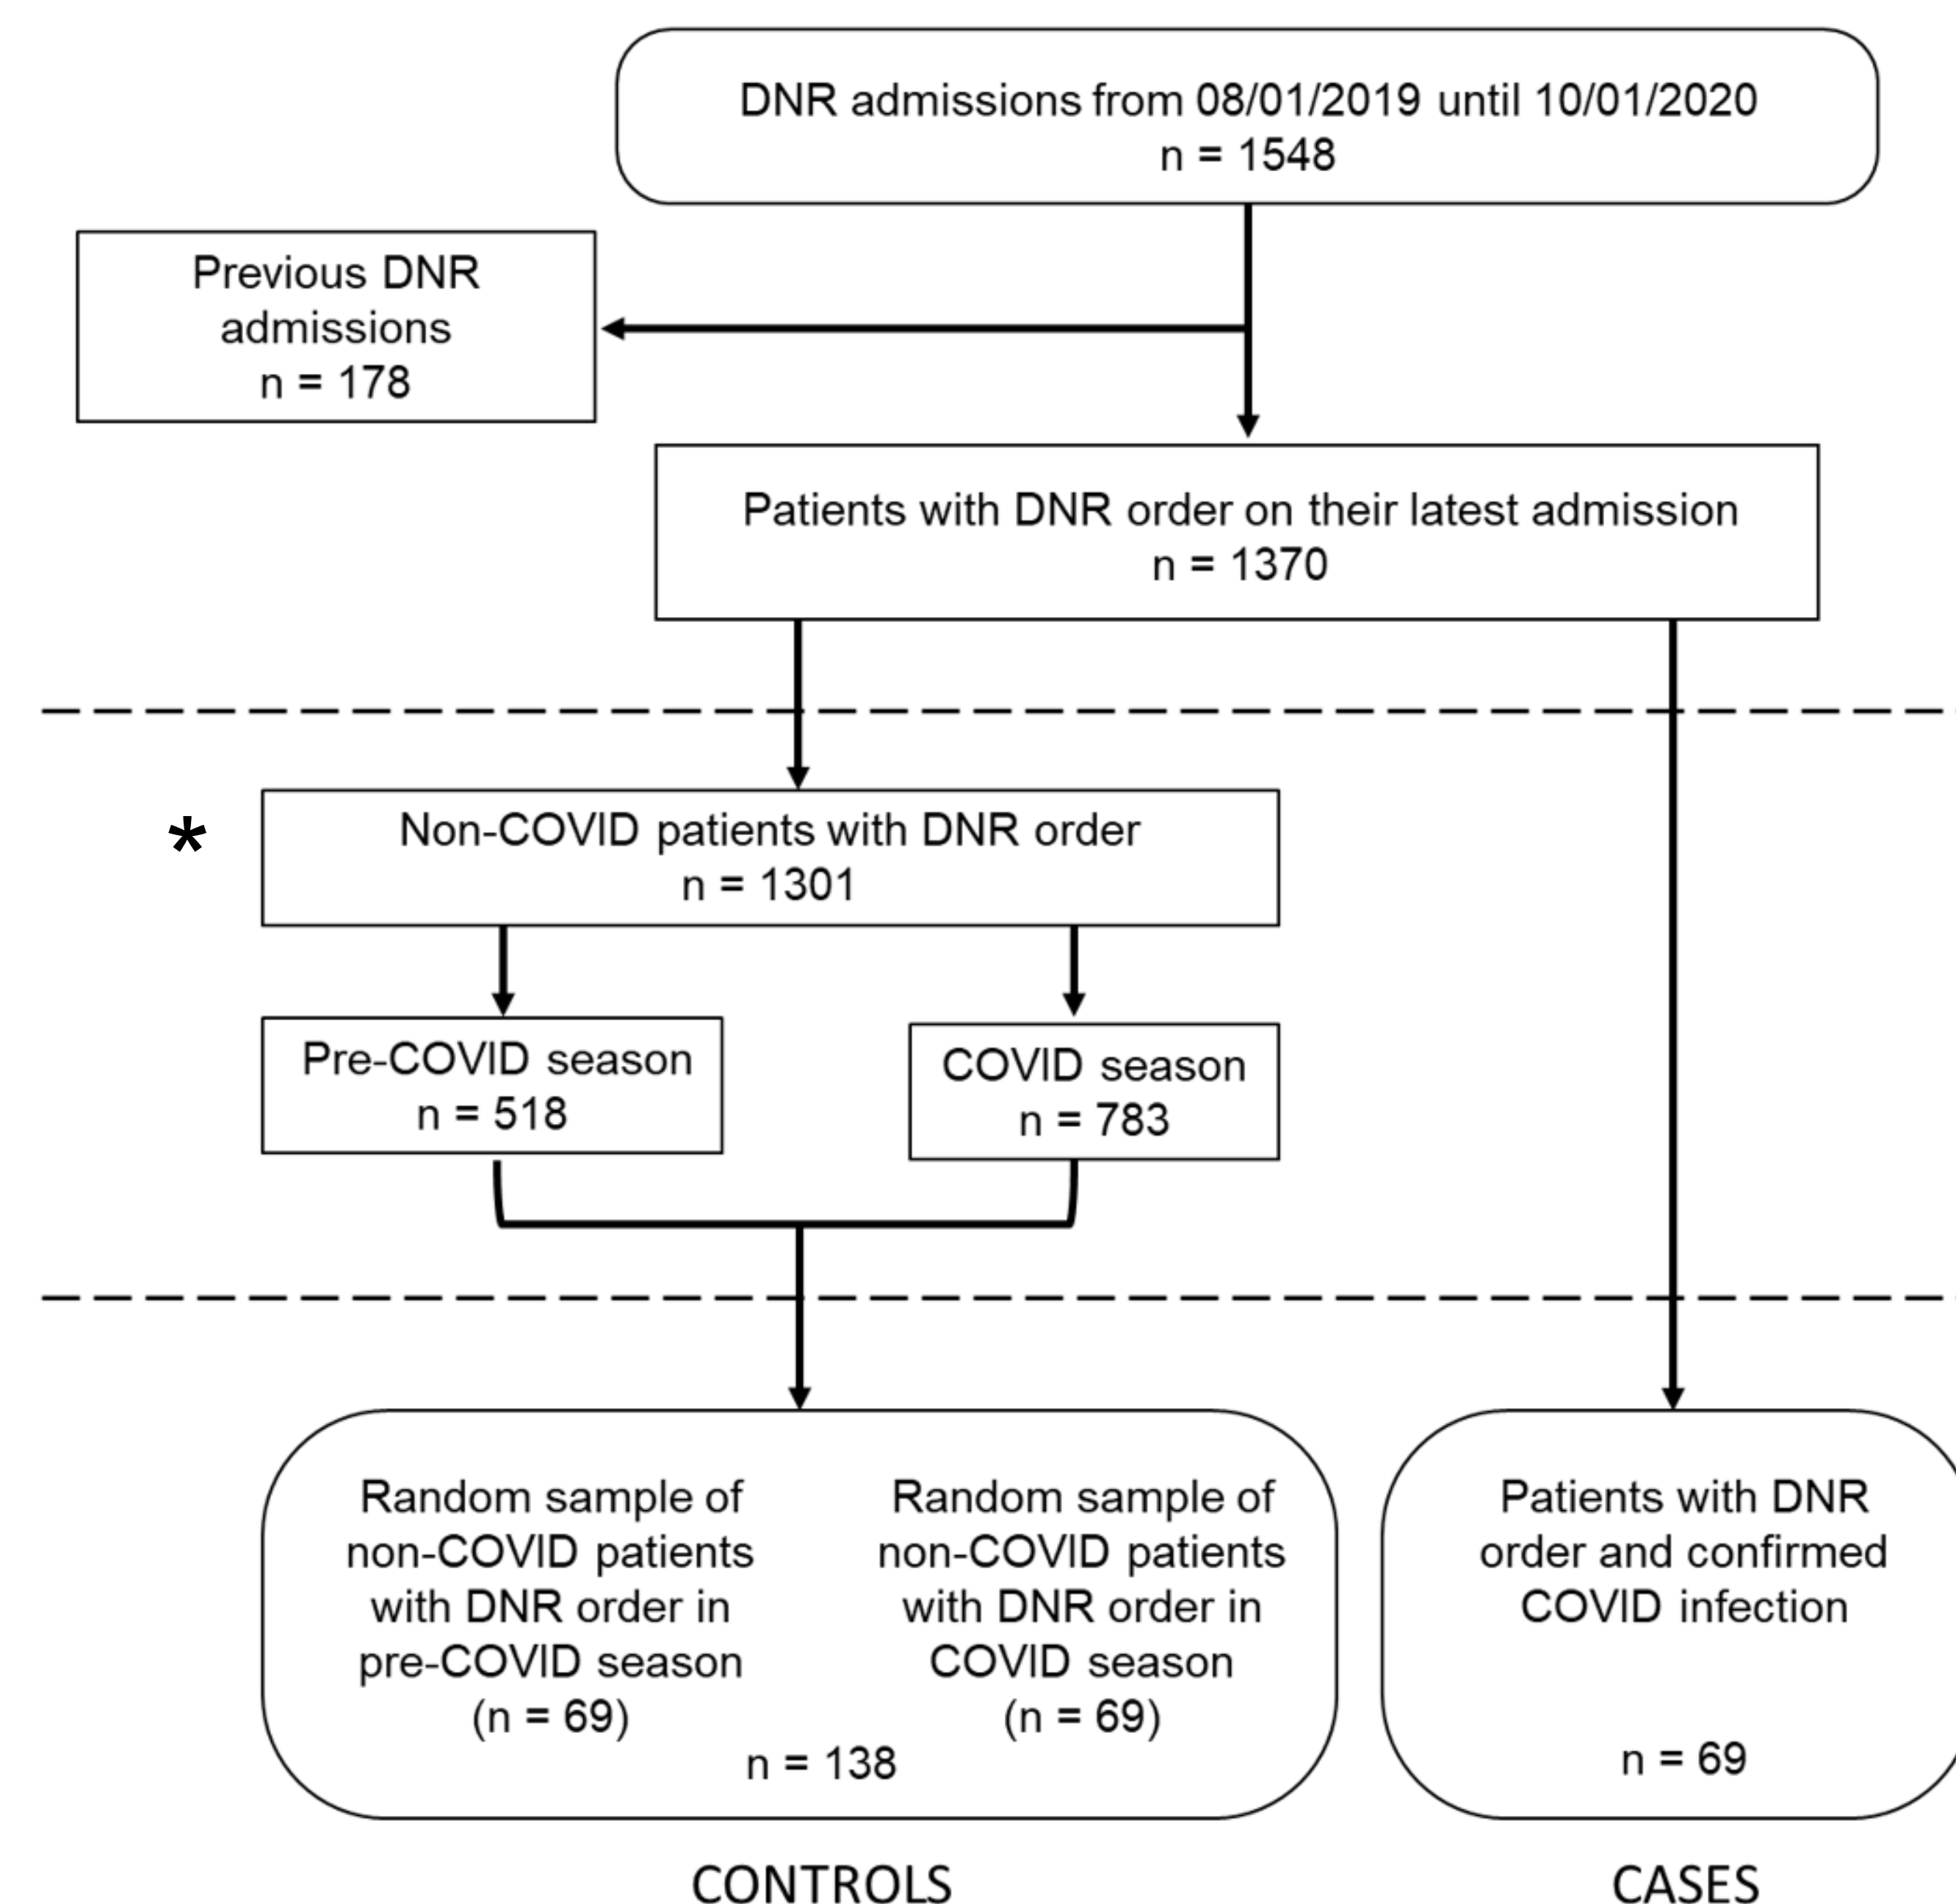 DNR admissions from 08/01/2019 until 10/01/2020
n = 1548
Previous DNR
admissions
n = 178
Patients with DNR order on their latest admission
n = 1370
*
Non-COVID patients with DNR order
n = 1301
Pre-COVID season
n = 518
COVID season
n = 783
Random sample of
non-COVID patients
with DNR order in
pre-COVID season
(n = 69)
Random sample of
non-COVID patients
with DNR order in
COVID season
(n = 69)
n = 138
Patients with DNR
order and confirmed
COVID infection
n = 69
CONTROLS
CASES